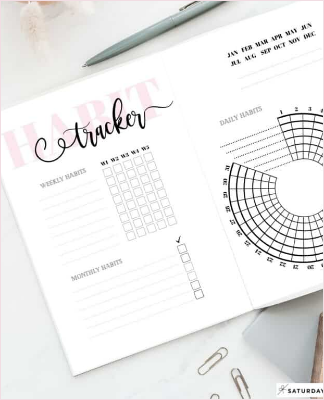 JAN FEB MAR APR MAY JUN
JUL AUG SEP OCT NOV DEC
HABIT
tracker
W1 W2 W3 W4 W5
WEEKLY HABITS
MONTHLY HABITS
DAILY HABITS
1 2 3 4
SATURDAY